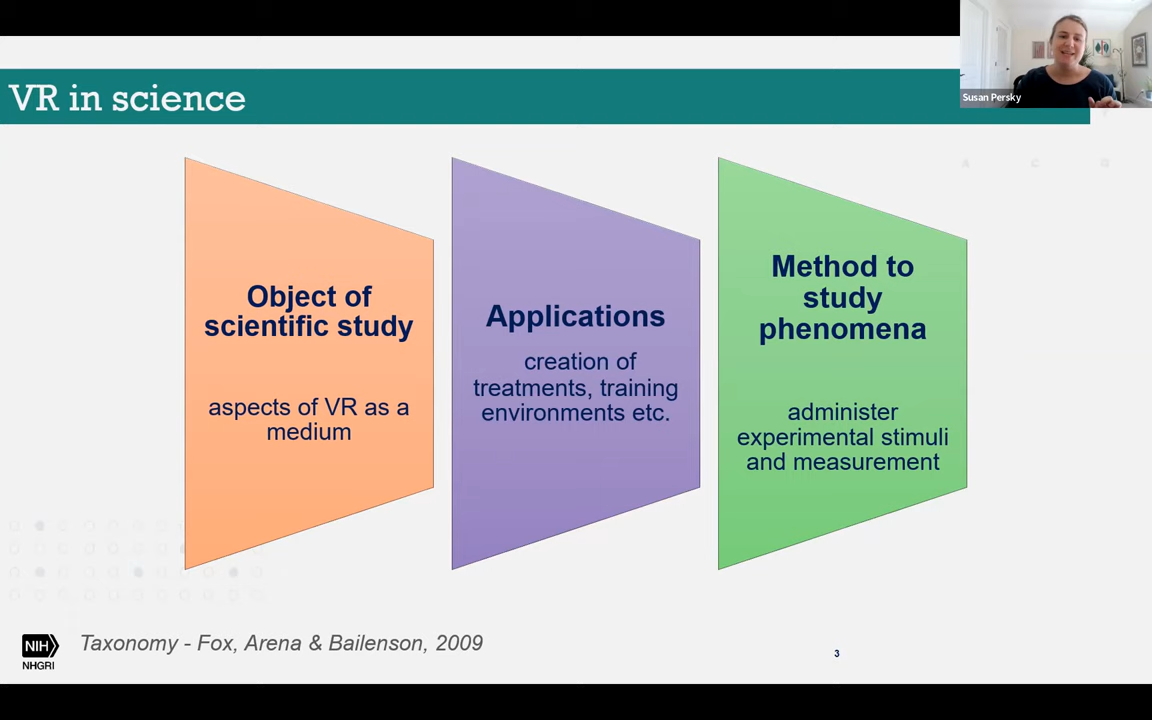 VR in science
Susan Persky
Object of
scientific study
aspects of VR as a
medium
Applications
creation of
treatments, training
environments etc.
Method to
study
phenomena
administer
experimental stimuli
and measurement
NIH
NHGRI
Taxonomy - Fox, Arena & Bailenson, 2009
3